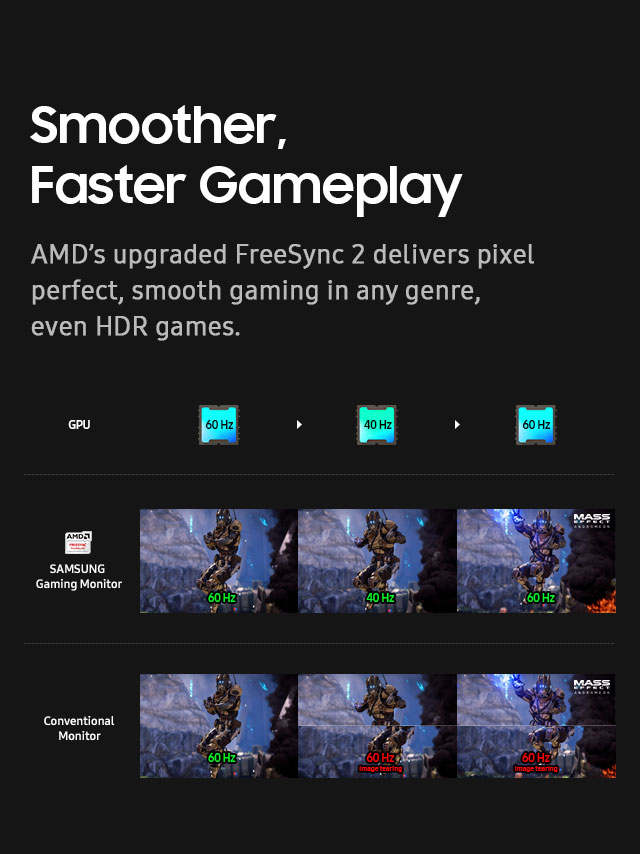 Smoother,
Faster Gameplay
AMD's upgraded FreeSync 2 delivers pixel
perfect, smooth gaming in any genre,
even HDR games.
GPU
60 Hz
40 Hz
60 Hz
AMD
FREESYNC
SAMSUNG
Gaming Monitor
60 Hz
40 Hz
60 Hz
MASS
EFFECT
ANDROMEDA
Conventional
Monitor
60 Hz
60 Hz
image tearing
60 Hz
image tearing
MASS
EFFECT
ANDROMEDA